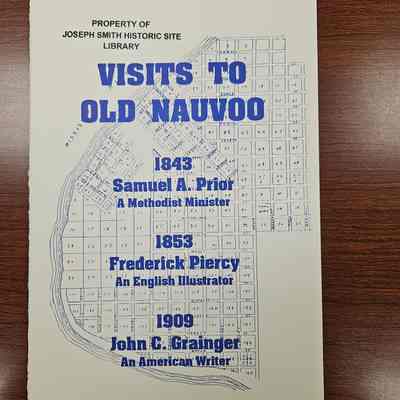 PROPERTY OF
JOSEPH SMITH HISTORIC SITE
LIBRARY
VISITS TO
OLD NAUVOO
1843
Samuel A. Prior
A Methodist Minister
1853
Frederick Piercy
An English Illustrator
1909
John C. Grainger
An American Writer